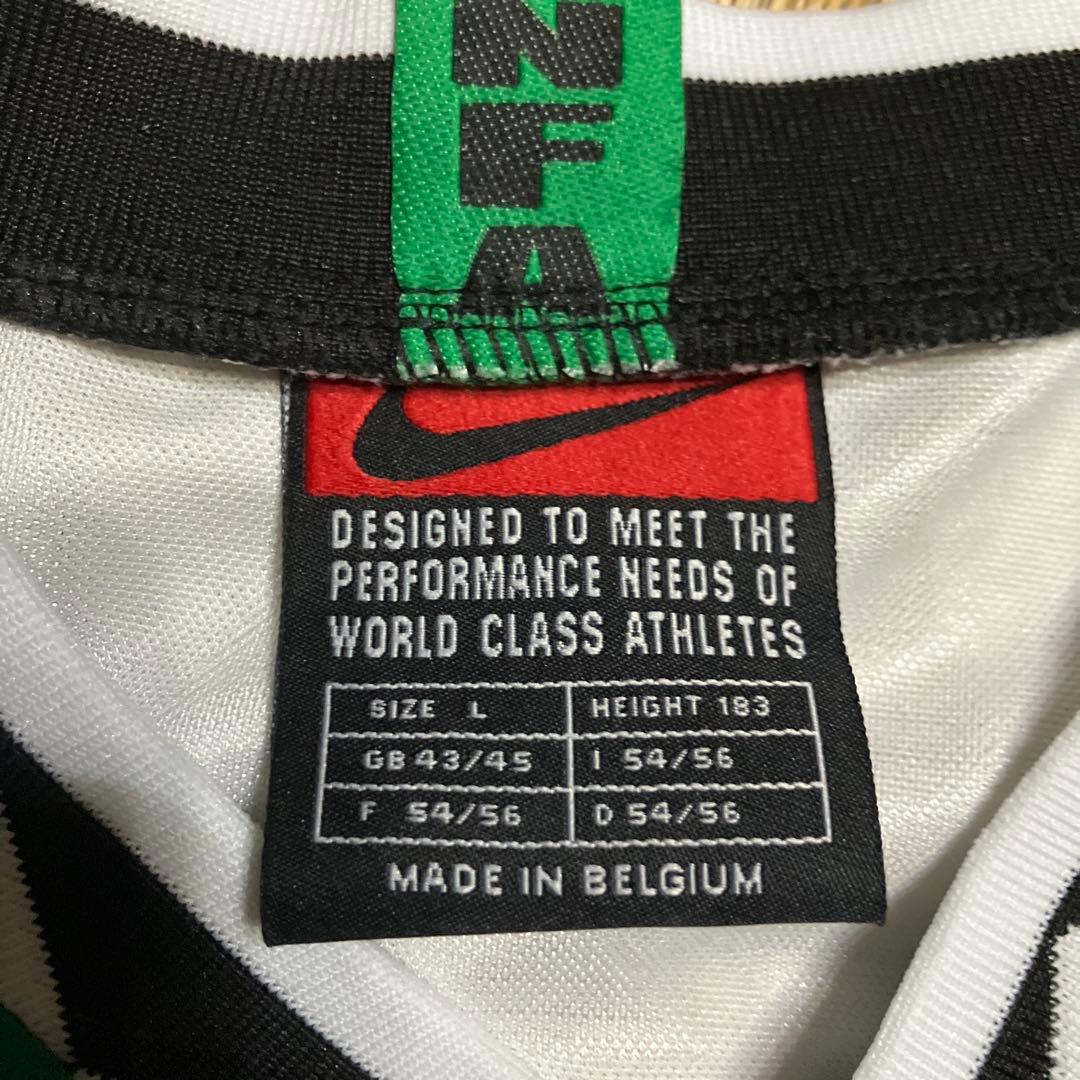 N
F
A
DESIGNED TO MEET THE
PERFORMANCE NEEDS OF
WORLD CLASS ATHLETES
SIZE L HEIGHT 183
GB 43/45 I 54/56
F 54/56 D 54/56
MADE IN BELGIUM